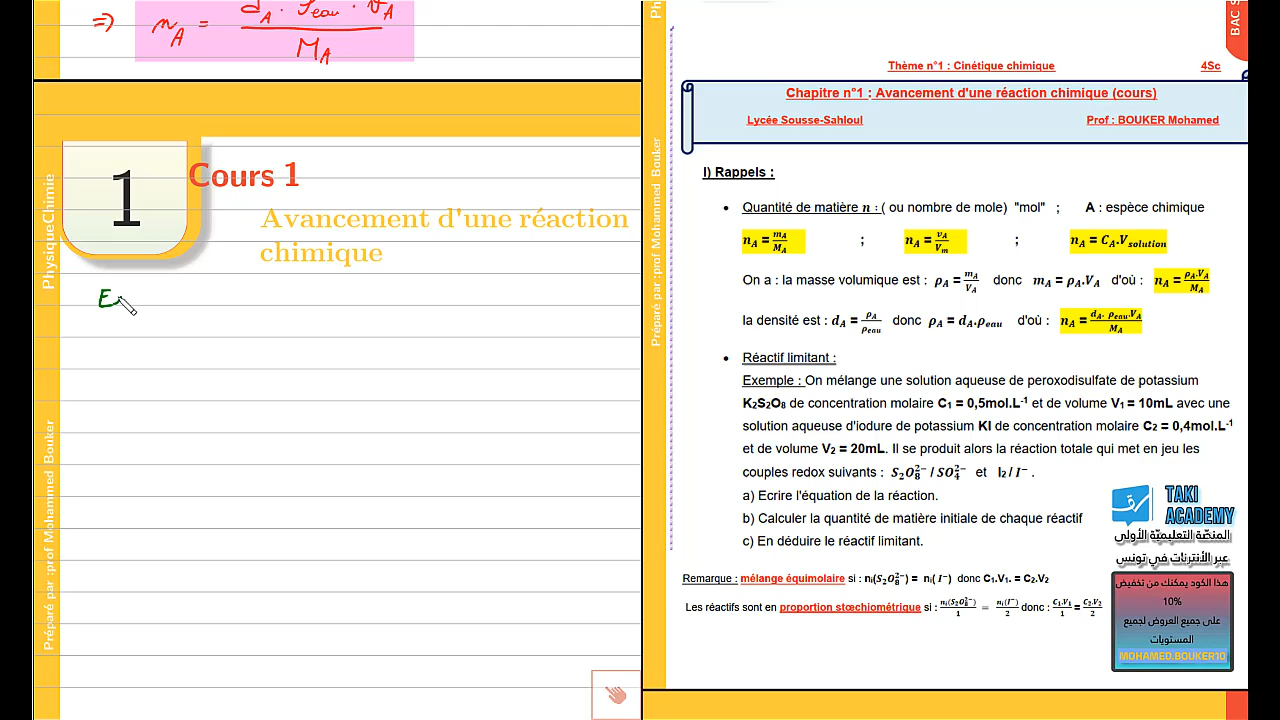 => n_A = d_A . ρ_eau . V_A / M_A
PhysiqueChimie
1
Cours 1
Avancement d'une réaction
chimique
E
Préparé par :prof Mohammed Bouker
Ph
BAC S
Thème n°1 : Cinétique chimique 4Sc
Chapitre n°1 : Avancement d'une réaction chimique (cours)
Lycée Sousse-Sahloul Prof : BOUKER Mohamed
Préparé par :prof Mohammed Bouker
I) Rappels :
• Quantité de matière n : ( ou nombre de mole) "mol" ; A : espèce chimique
n_A = m_A/M_A ; n_A = v_A/V_m ; n_A = C_A.V_solution
On a : la masse volumique est : ρ_A = m_A/V_A donc m_A = ρ_A.V_A d'où : n_A = ρ_A.V_A/M_A
la densité est : d_A = ρ_A/ρ_eau donc ρ_A = d_A.ρ_eau d'où : n_A = d_A. ρ_eau.V_A/M_A
• Réactif limitant :
Exemple : On mélange une solution aqueuse de peroxodisulfate de potassium
K₂S₂O₈ de concentration molaire C₁ = 0,5mol.L⁻¹ et de volume V₁ = 10mL avec une
solution aqueuse d'iodure de potassium KI de concentration molaire C₂ = 0,4mol.L⁻¹
et de volume V₂ = 20mL. Il se produit alors la réaction totale qui met en jeu les
couples redox suivants : S₂O₈²⁻ / SO₄²⁻ et I₂ / I⁻ .
a) Ecrire l'équation de la réaction.
b) Calculer la quantité de matière initiale de chaque réactif
c) En déduire le réactif limitant.
Remarque : mélange équimolaire si : nᵢ(S₂O₈²⁻) = nᵢ( I⁻) donc C₁.V₁. = C₂.V₂
Les réactifs sont en proportion stœchiométrique si : nᵢ(S₂O₈²⁻)/1 = nᵢ(I⁻)/2 donc : C₁.V₁/1 = C₂.V₂/2
TAKI
ACADEMY
المنصّة التعليميّة الأولى
عبر الأنترنات في تونس
هذا الكود يمكنك من تخفيض
10%
على جميع العروض لجميع
المستويات
MOHAMED.BOUKER10